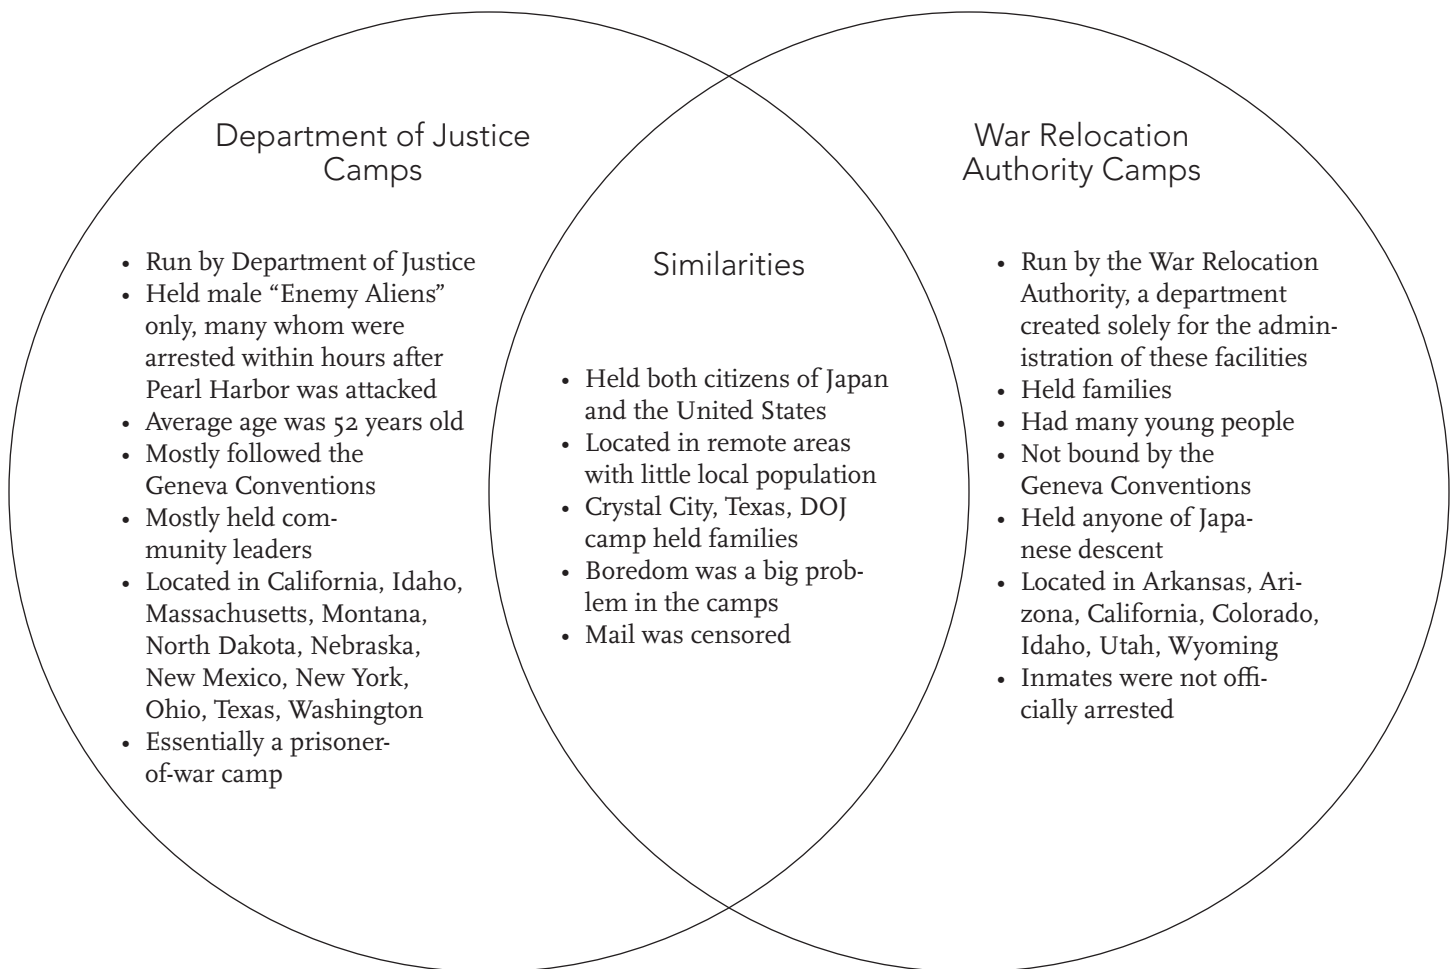 Department of Justice
Camps
• Run by Department of Justice
• Held male “Enemy Aliens”
only, many whom were
arrested within hours after
Pearl Harbor was attacked
• Average age was 52 years old
• Mostly followed the
Geneva Conventions
• Mostly held com-
munity leaders
• Located in California, Idaho,
Massachusetts, Montana,
North Dakota, Nebraska,
New Mexico, New York,
Ohio, Texas, Washington
• Essentially a prisoner-
of-war camp
Similarities
• Held both citizens of Japan
and the United States
• Located in remote areas
with little local population
• Crystal City, Texas, DOJ
camp held families
• Boredom was a big prob-
lem in the camps
• Mail was censored
War Relocation
Authority Camps
• Run by the War Relocation
Authority, a department
created solely for the admin-
istration of these facilities
• Held families
• Had many young people
• Not bound by the
Geneva Conventions
• Held anyone of Japa-
nese descent
• Located in Arkansas, Ari-
zona, California, Colorado,
Idaho, Utah, Wyoming
• Inmates were not offi-
cially arrested